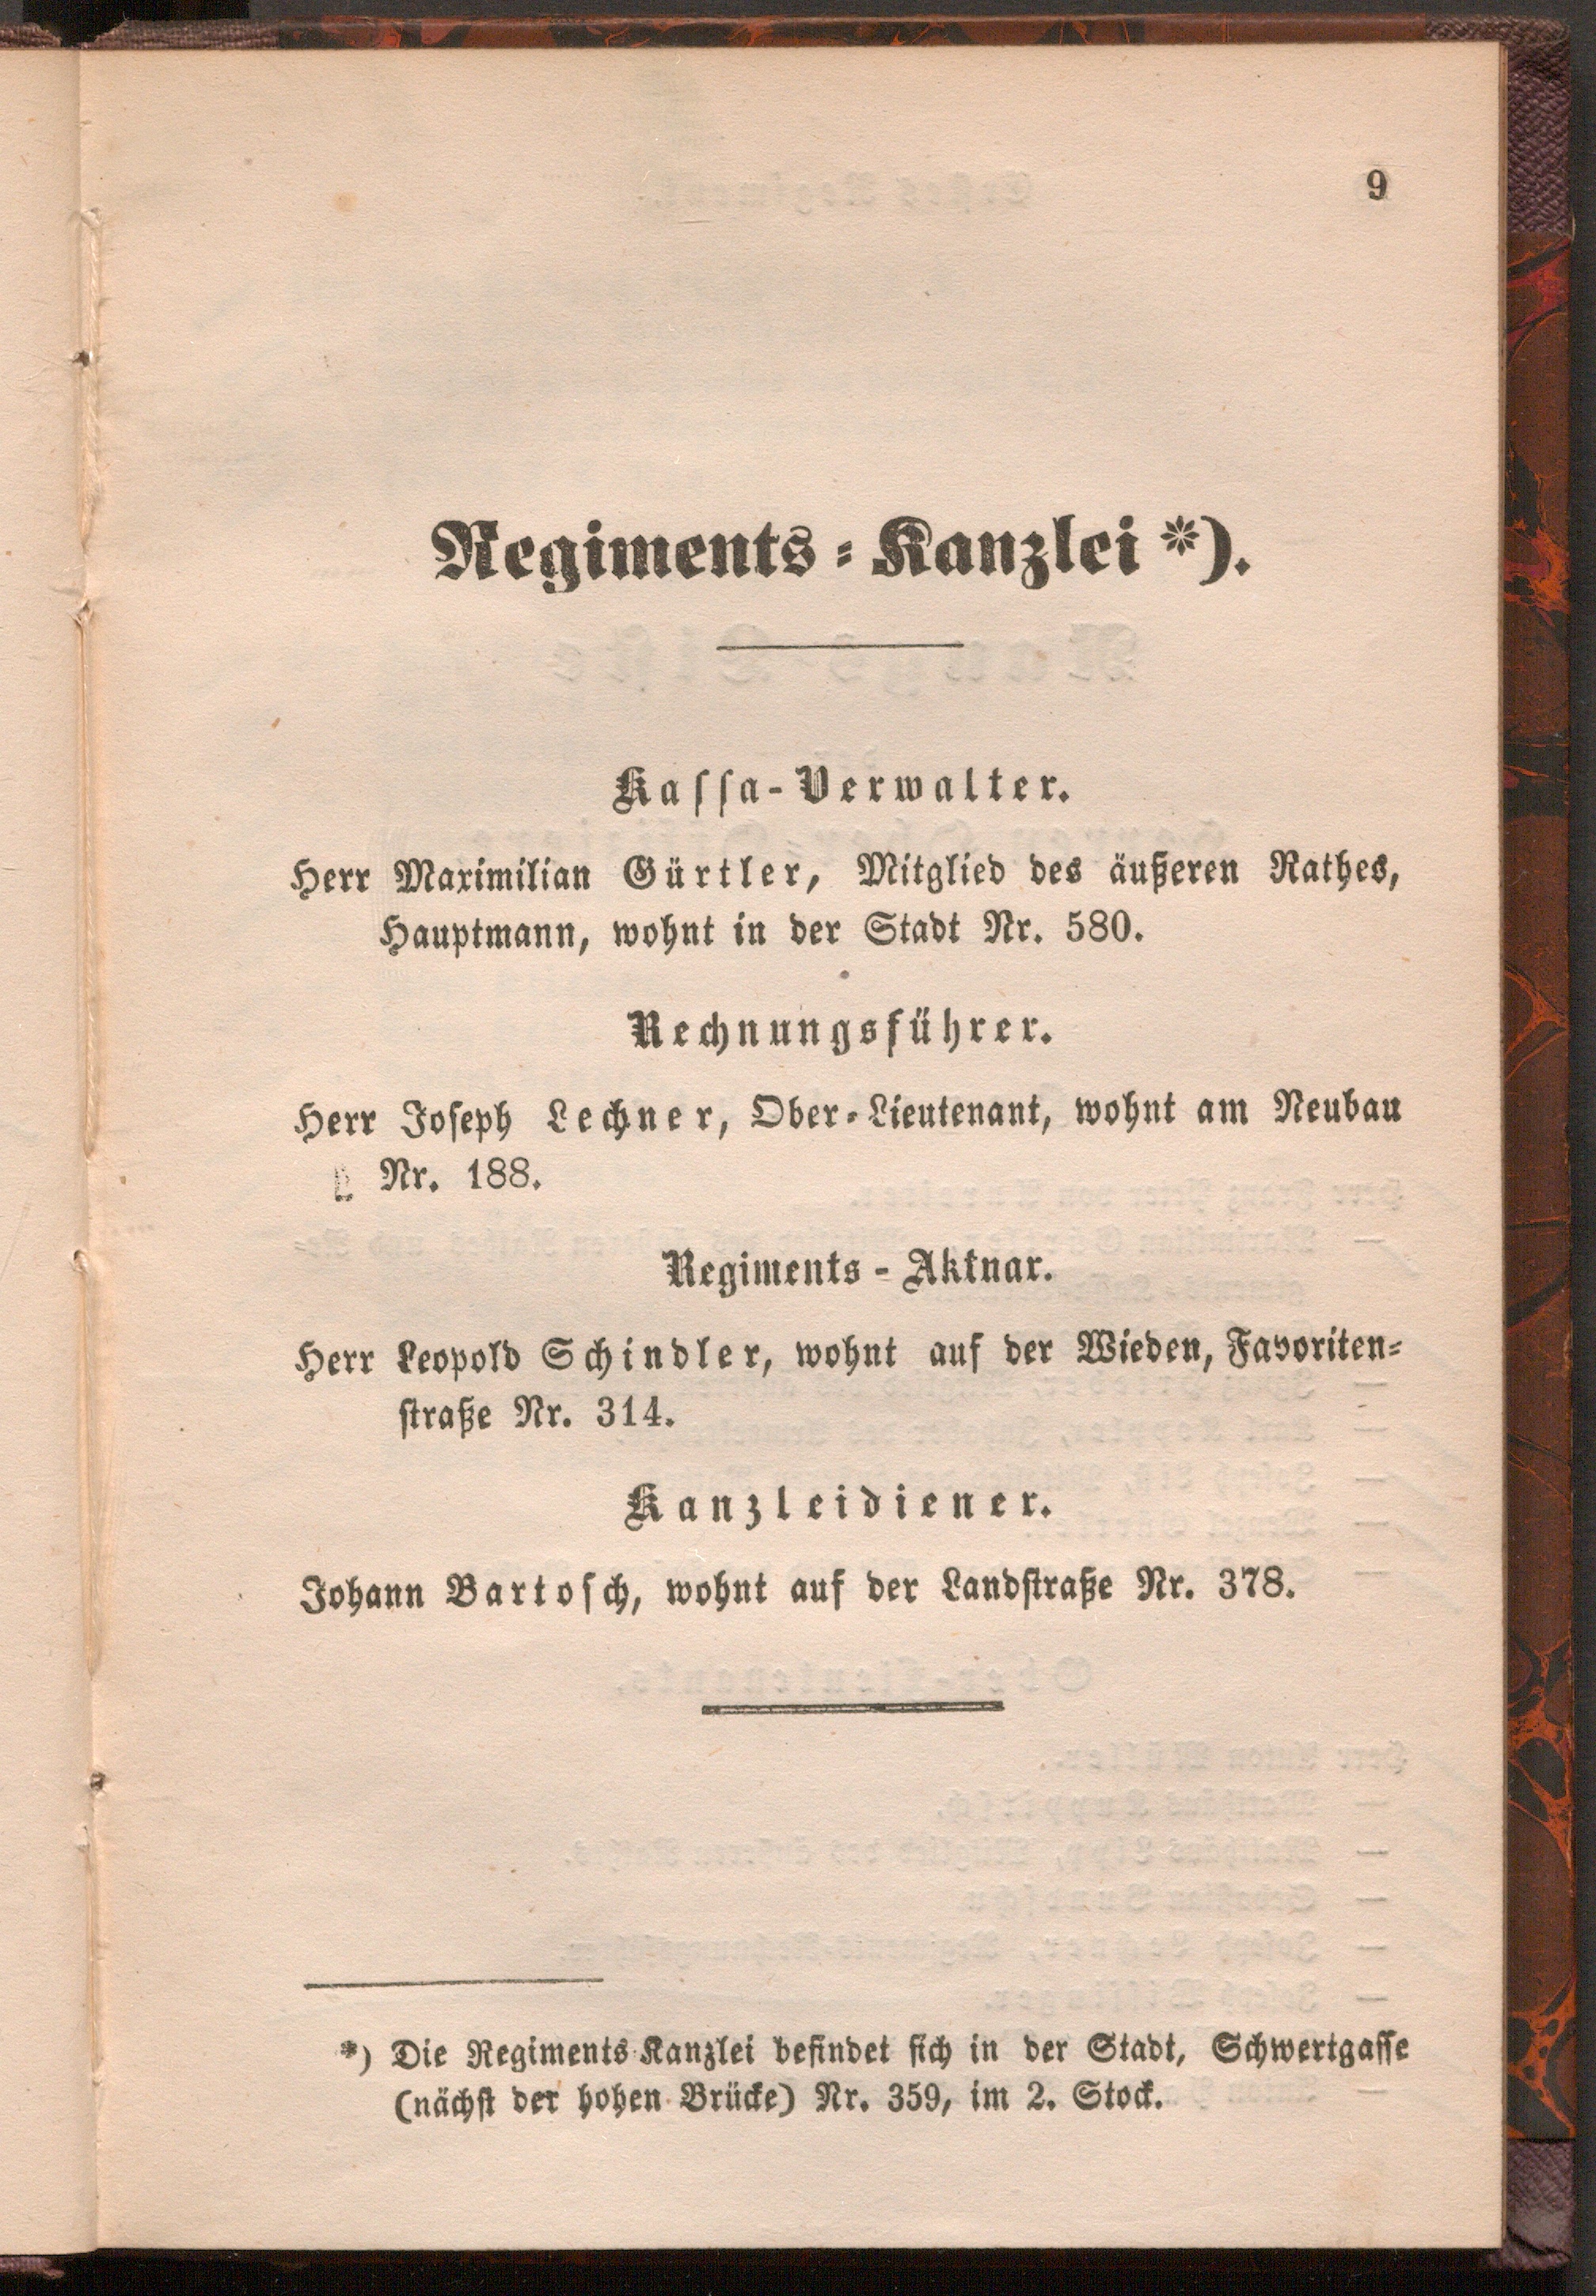 9
Regiments-Kanzlei *).
Kassa-Verwalter.
Herr Maximilian Gürtler, Mitglied des äußeren Rathes,
Hauptmann, wohnt in der Stadt Nr. 580.
Rechnungsführer.
Herr Joseph Lechner, Ober-Lieutenant, wohnt am Neubau
Nr. 188.
Regiments-Aktuar.
Herr Leopold Schindler, wohnt auf der Wieden, Favoriten-
straße Nr. 314.
Kanzleidiener.
Johann Bartosch, wohnt auf der Landstraße Nr. 378.
*) Die Regiments-Kanzlei befindet sich in der Stadt, Schwertgasse
(nächst der hohen Brücke) Nr. 359, im 2. Stock.